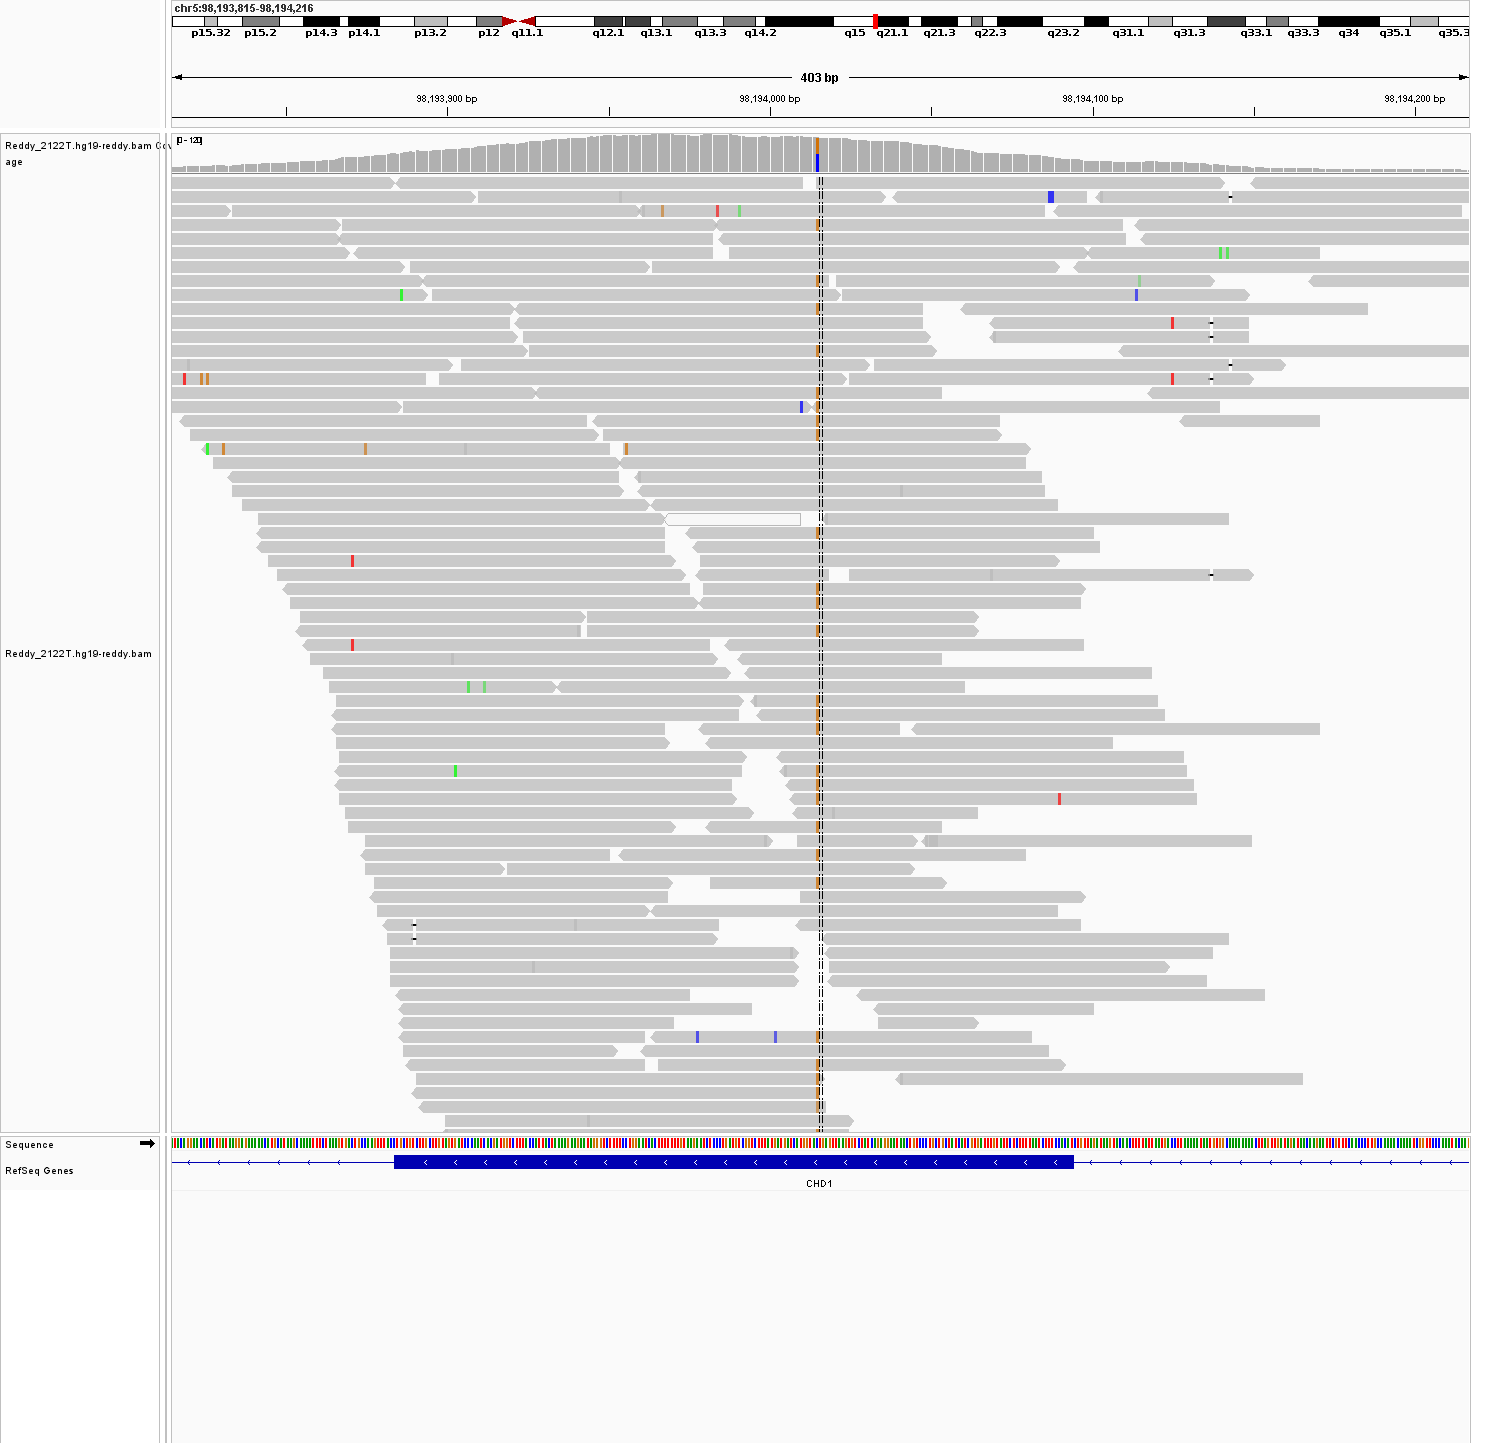 chr5:98,193,815-98,194,216
p15.32 p15.2 p14.3 p14.1 p13.2 p12 q11.1 q12.1 q13.1 q13.3 q14.2 q15 q21.1 q21.3 q22.3 q23.2 q31.1 q31.3 q33.1 q33.3 q34 q35.1 q35.3
403 bp
98,193,900 bp 98,194,000 bp 98,194,100 bp 98,194,200 bp
[0 - 120]
Reddy_2122T.hg19-reddy.bam Cov
age
Reddy_2122T.hg19-reddy.bam
Sequence
RefSeq Genes
CHD1